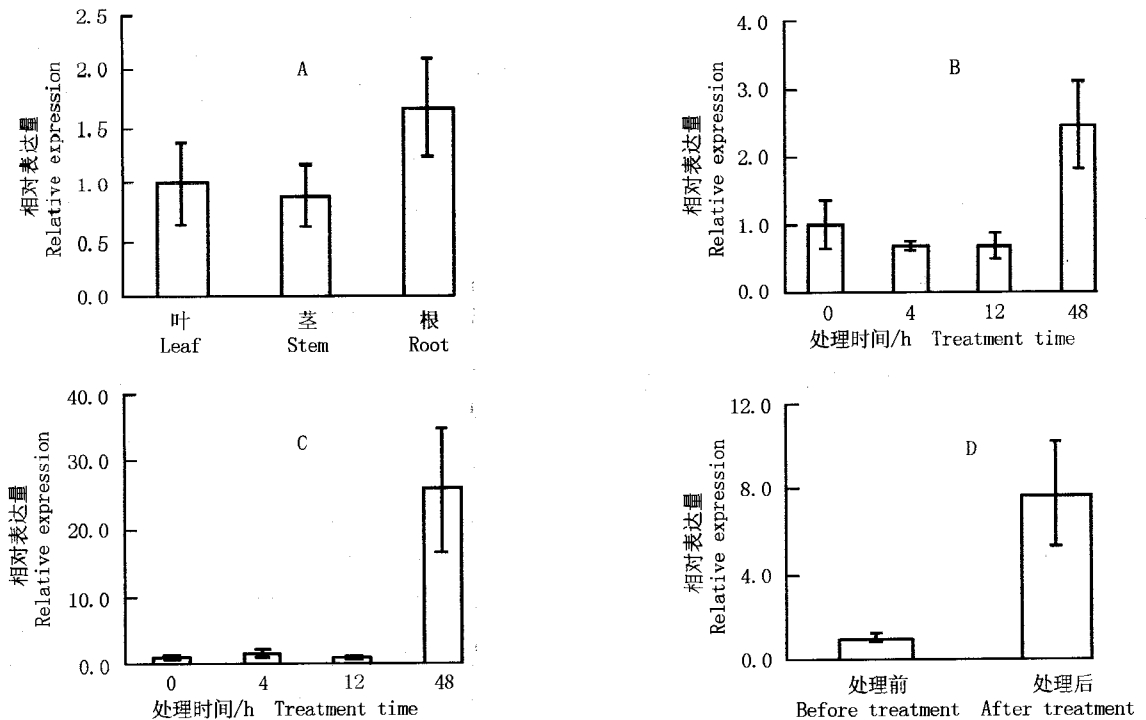 相对表达量
Relative expression
2.5
2.0
1.5
1.0
0.5
0.0
A
叶
茎
根
Leaf
Stem
Root
相对表达量
Relative expression
4.0
3.0
2.0
1.0
0.0
B
0
4
12
48
处理时间/h Treatment time
相对表达量
Relative expression
40.0
30.0
20.0
10.0
0.0
C
0
4
12
48
处理时间/h Treatment time
相对表达量
Relative expression
12.0
8.0
4.0
0.0
D
处理前
处理后
Before treatment
After treatment